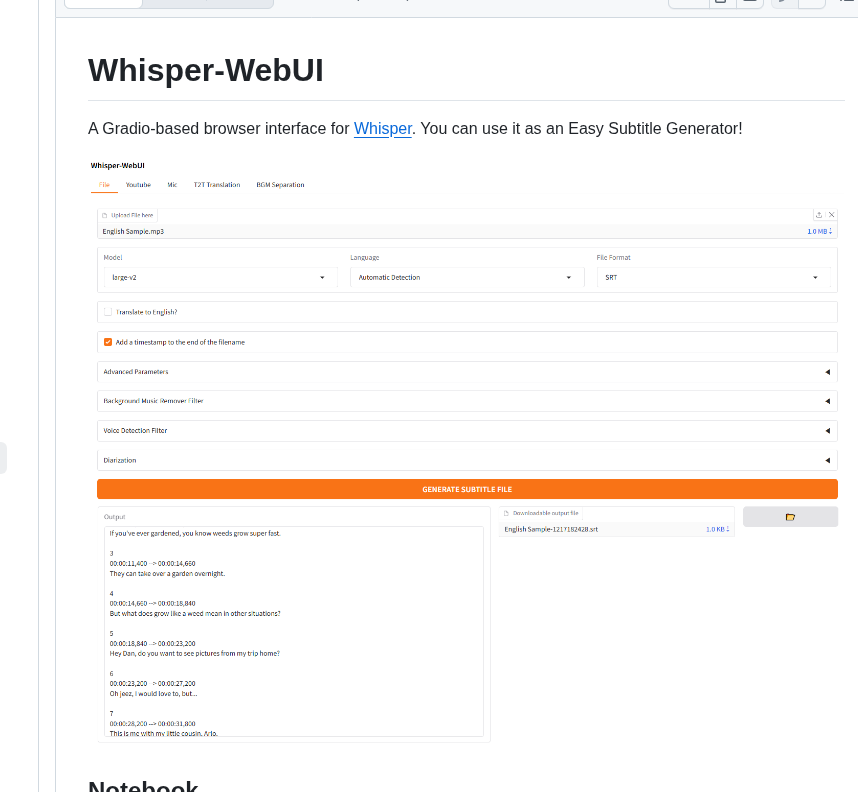 Whisper-WebUI
A Gradio-based browser interface for Whisper. You can use it as an Easy Subtitle Generator!
Whisper-WebUI
File Youtube Mic T2T Translation BGM Separation
Upload File here
English Sample.mp3 1.0 MB ↓
Model Language File Format
large-v2 Automatic Detection SRT
Translate to English?
Add a timestamp to the end of the filename
Advanced Parameters
Background Music Remover Filter
Voice Detection Filter
Diarization
GENERATE SUBTITLE FILE
Output
Downloadable output file
English Sample-1217182428.srt 1.0 KB ↓
If you've ever gardened, you know weeds grow super fast.
3
00:00:11,400 --> 00:00:14,660
They can take over a garden overnight.
4
00:00:14,660 --> 00:00:18,840
But what does grow like a weed mean in other situations?
5
00:00:18,840 --> 00:00:23,200
Hey Dan, do you want to see pictures from my trip home?
6
00:00:23,200 --> 00:00:27,200
Oh jeez, I would love to, but...
7
00:00:28,200 --> 00:00:31,800
This is me with my little cousin, Arlo.
Notebook